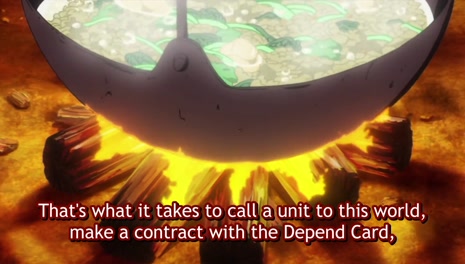 That's what it takes to call a unit to this world,
make a contract with the Depend Card,